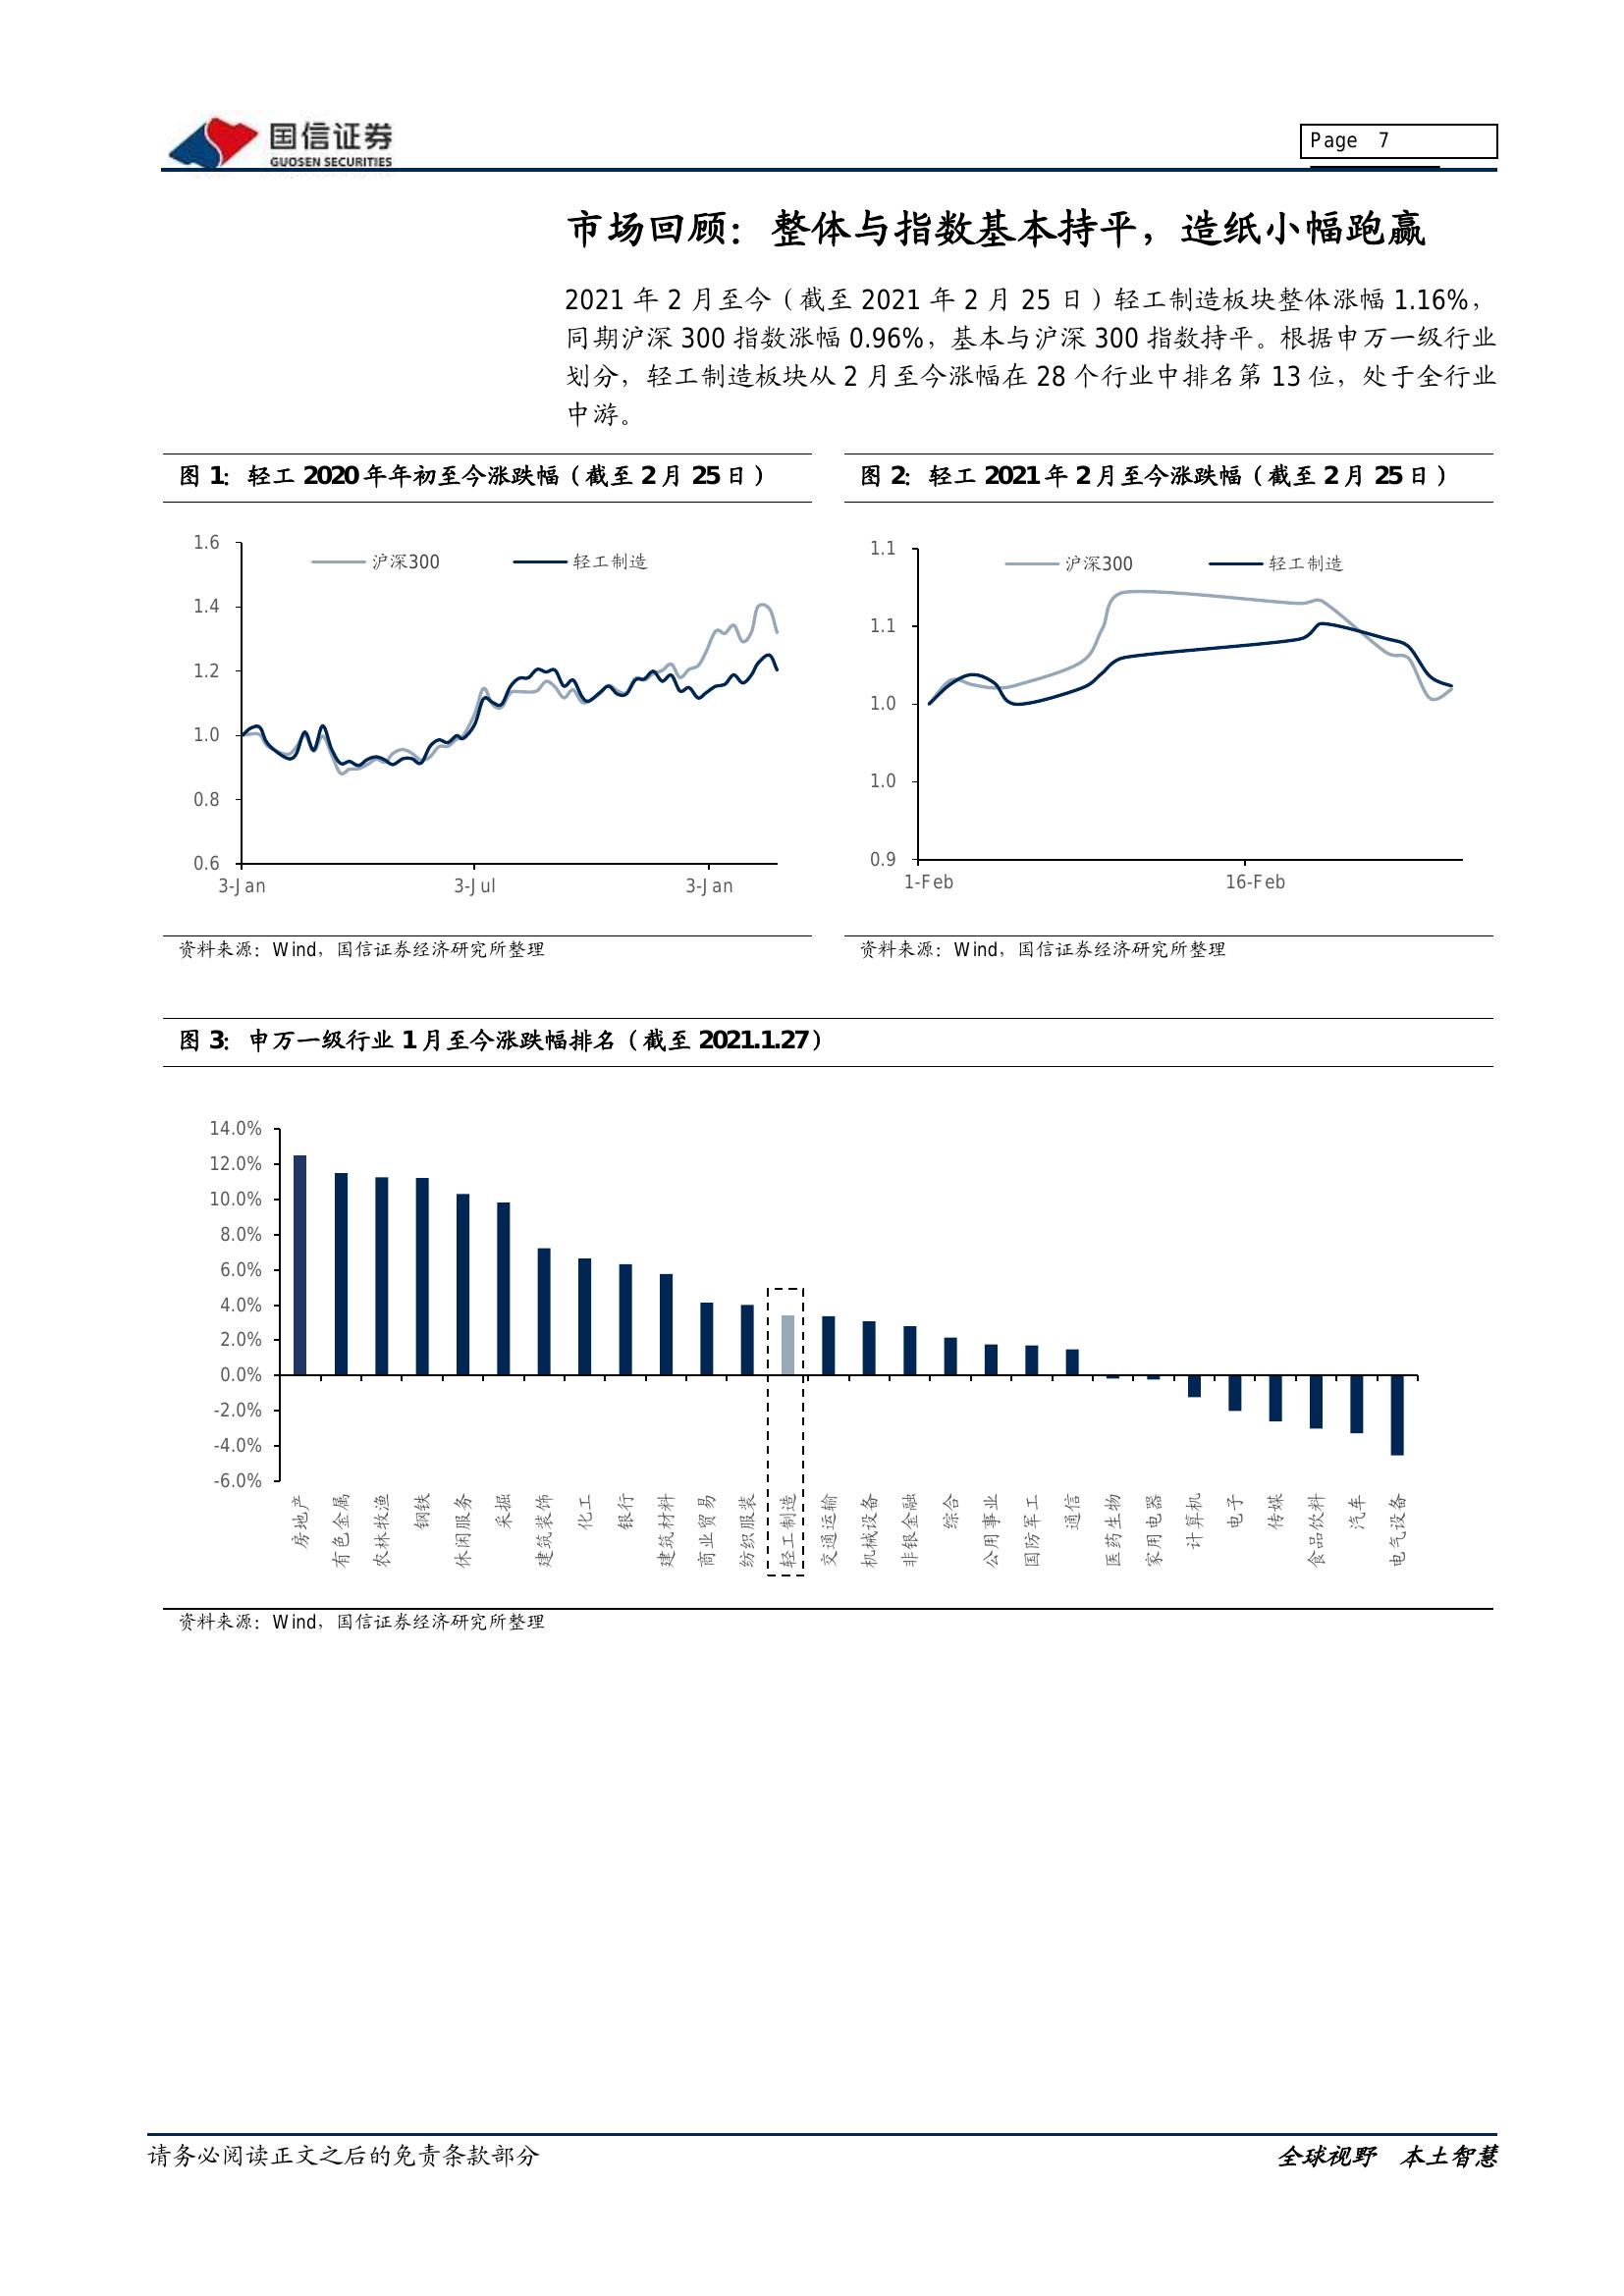 国信证券
GUOSEN SECURITIES
Page 7
市场回顾：整体与指数基本持平，造纸小幅跑赢
2021 年 2 月至今（截至 2021 年 2 月 25 日）轻工制造板块整体涨幅 1.16%，
同期沪深 300 指数涨幅 0.96%，基本与沪深 300 指数持平。根据申万一级行业
划分，轻工制造板块从 2 月至今涨幅在 28 个行业中排名第 13 位，处于全行业
中游。
图 1：轻工 2020 年年初至今涨跌幅（截至 2 月 25 日）
1.6
沪深300
轻工制造
1.4
1.2
1.0
0.8
0.6
3-Jan
3-Jul
3-Jan
资料来源：Wind，国信证券经济研究所整理
图 2：轻工 2021 年 2 月至今涨跌幅（截至 2 月 25 日）
1.1
沪深300
轻工制造
1.1
1.0
1.0
0.9
1-Feb
16-Feb
资料来源：Wind，国信证券经济研究所整理
图 3：申万一级行业 1 月至今涨跌幅排名（截至 2021.1.27）
14.0%
12.0%
10.0%
8.0%
6.0%
4.0%
2.0%
0.0%
-2.0%
-4.0%
-6.0%
房地产
有色金属
农林牧渔
钢铁
休闲服务
采掘
建筑装饰
化工
银行
建筑材料
商业贸易
纺织服装
轻工制造
交通运输
机械设备
非银金融
综合
公用事业
国防军工
通信
医药生物
家用电器
计算机
电子
传媒
食品饮料
汽车
电气设备
资料来源：Wind，国信证券经济研究所整理
请务必阅读正文之后的免责条款部分
全球视野 本土智慧